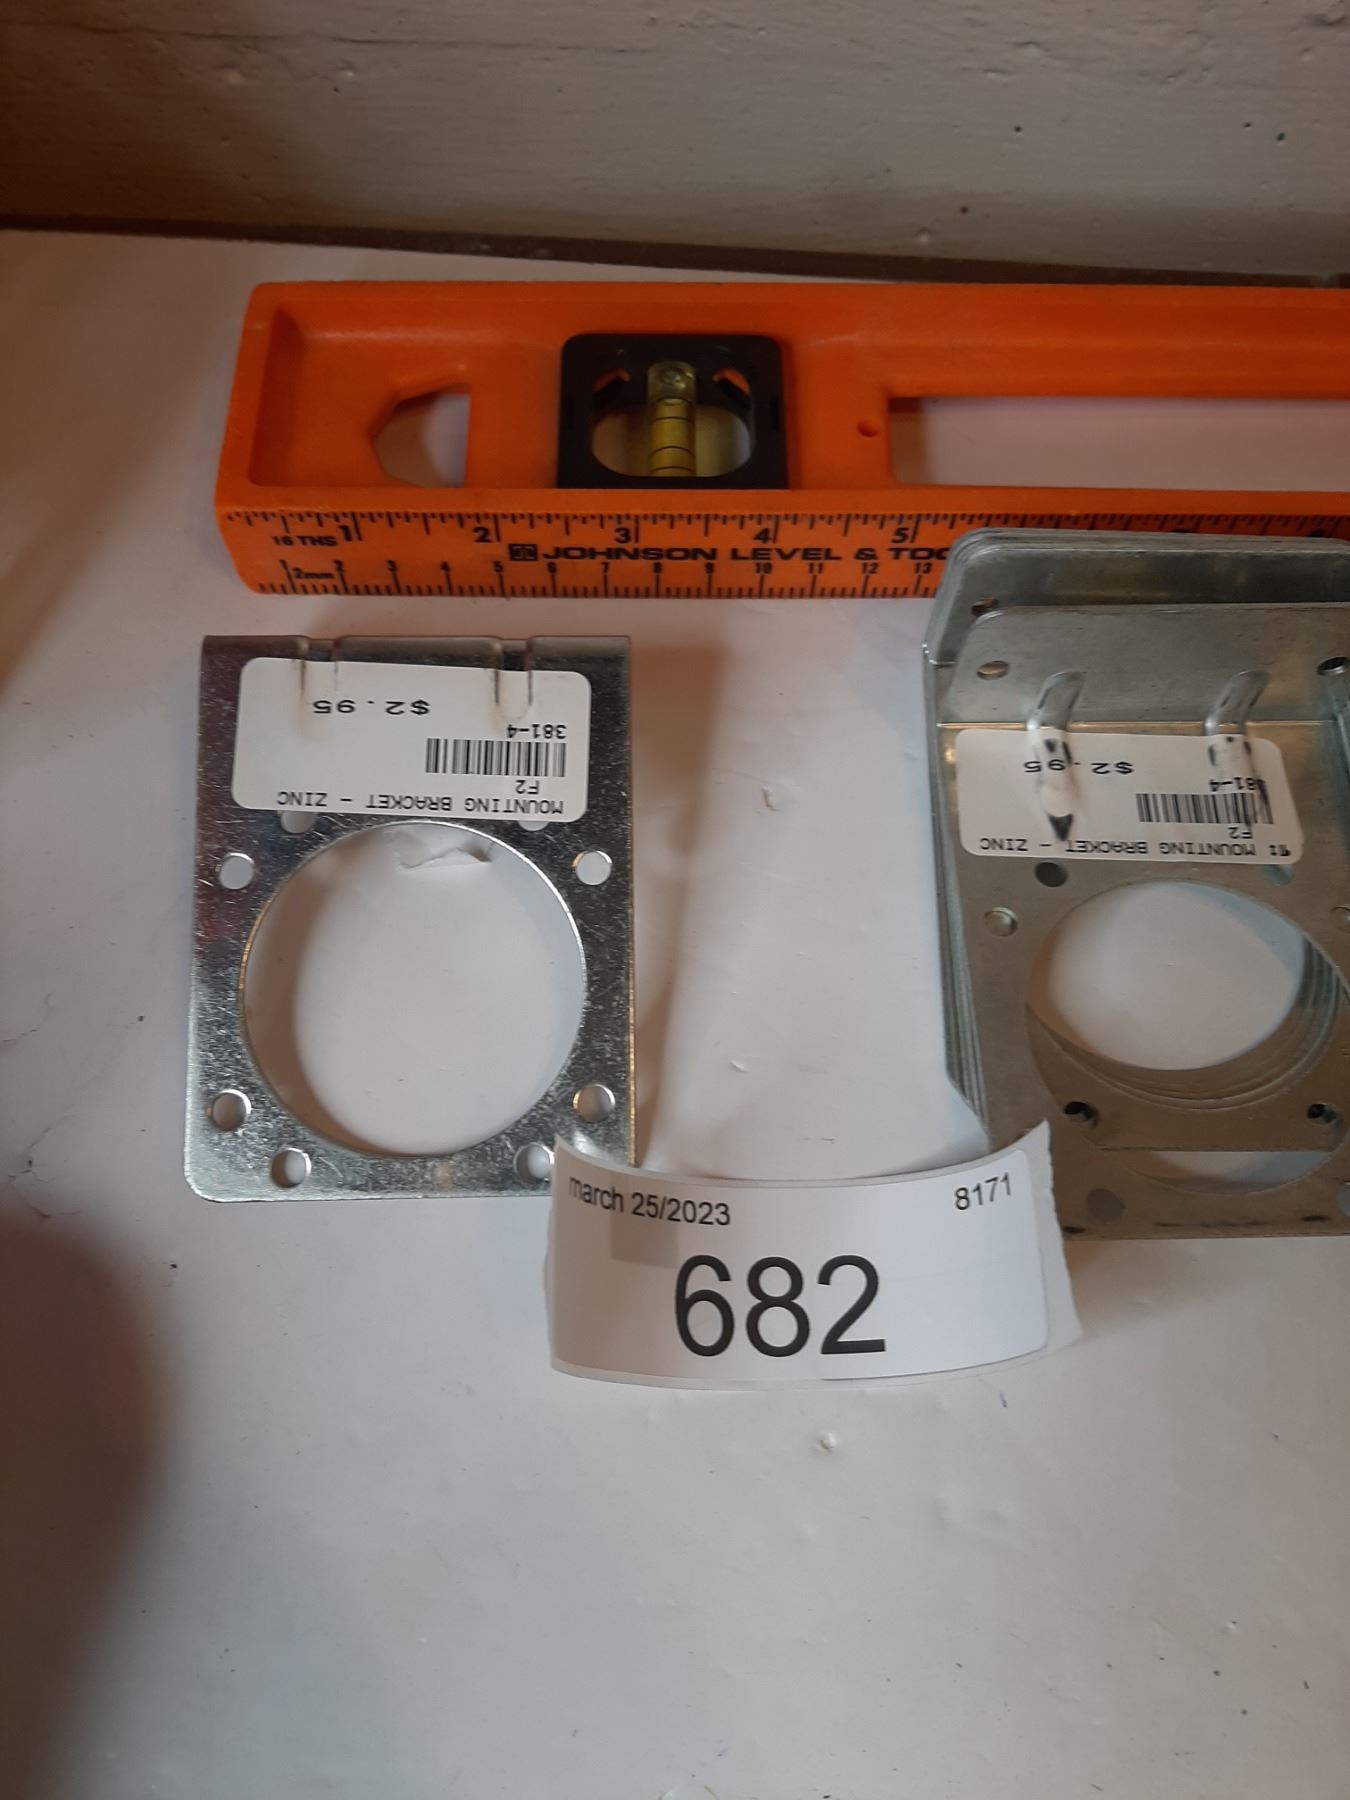 1 2 3 4 5
16 THS
JOHNSON LEVEL & TOO
2mm 2 3 4 5 6 7 8 9 10 11 12 13
MOUNTING BRACKET - ZINC
F2
381-4
$2.95
MOUNTING BRACKET - ZINC
F2
381-4
$2.95
march 25/2023 8171
682